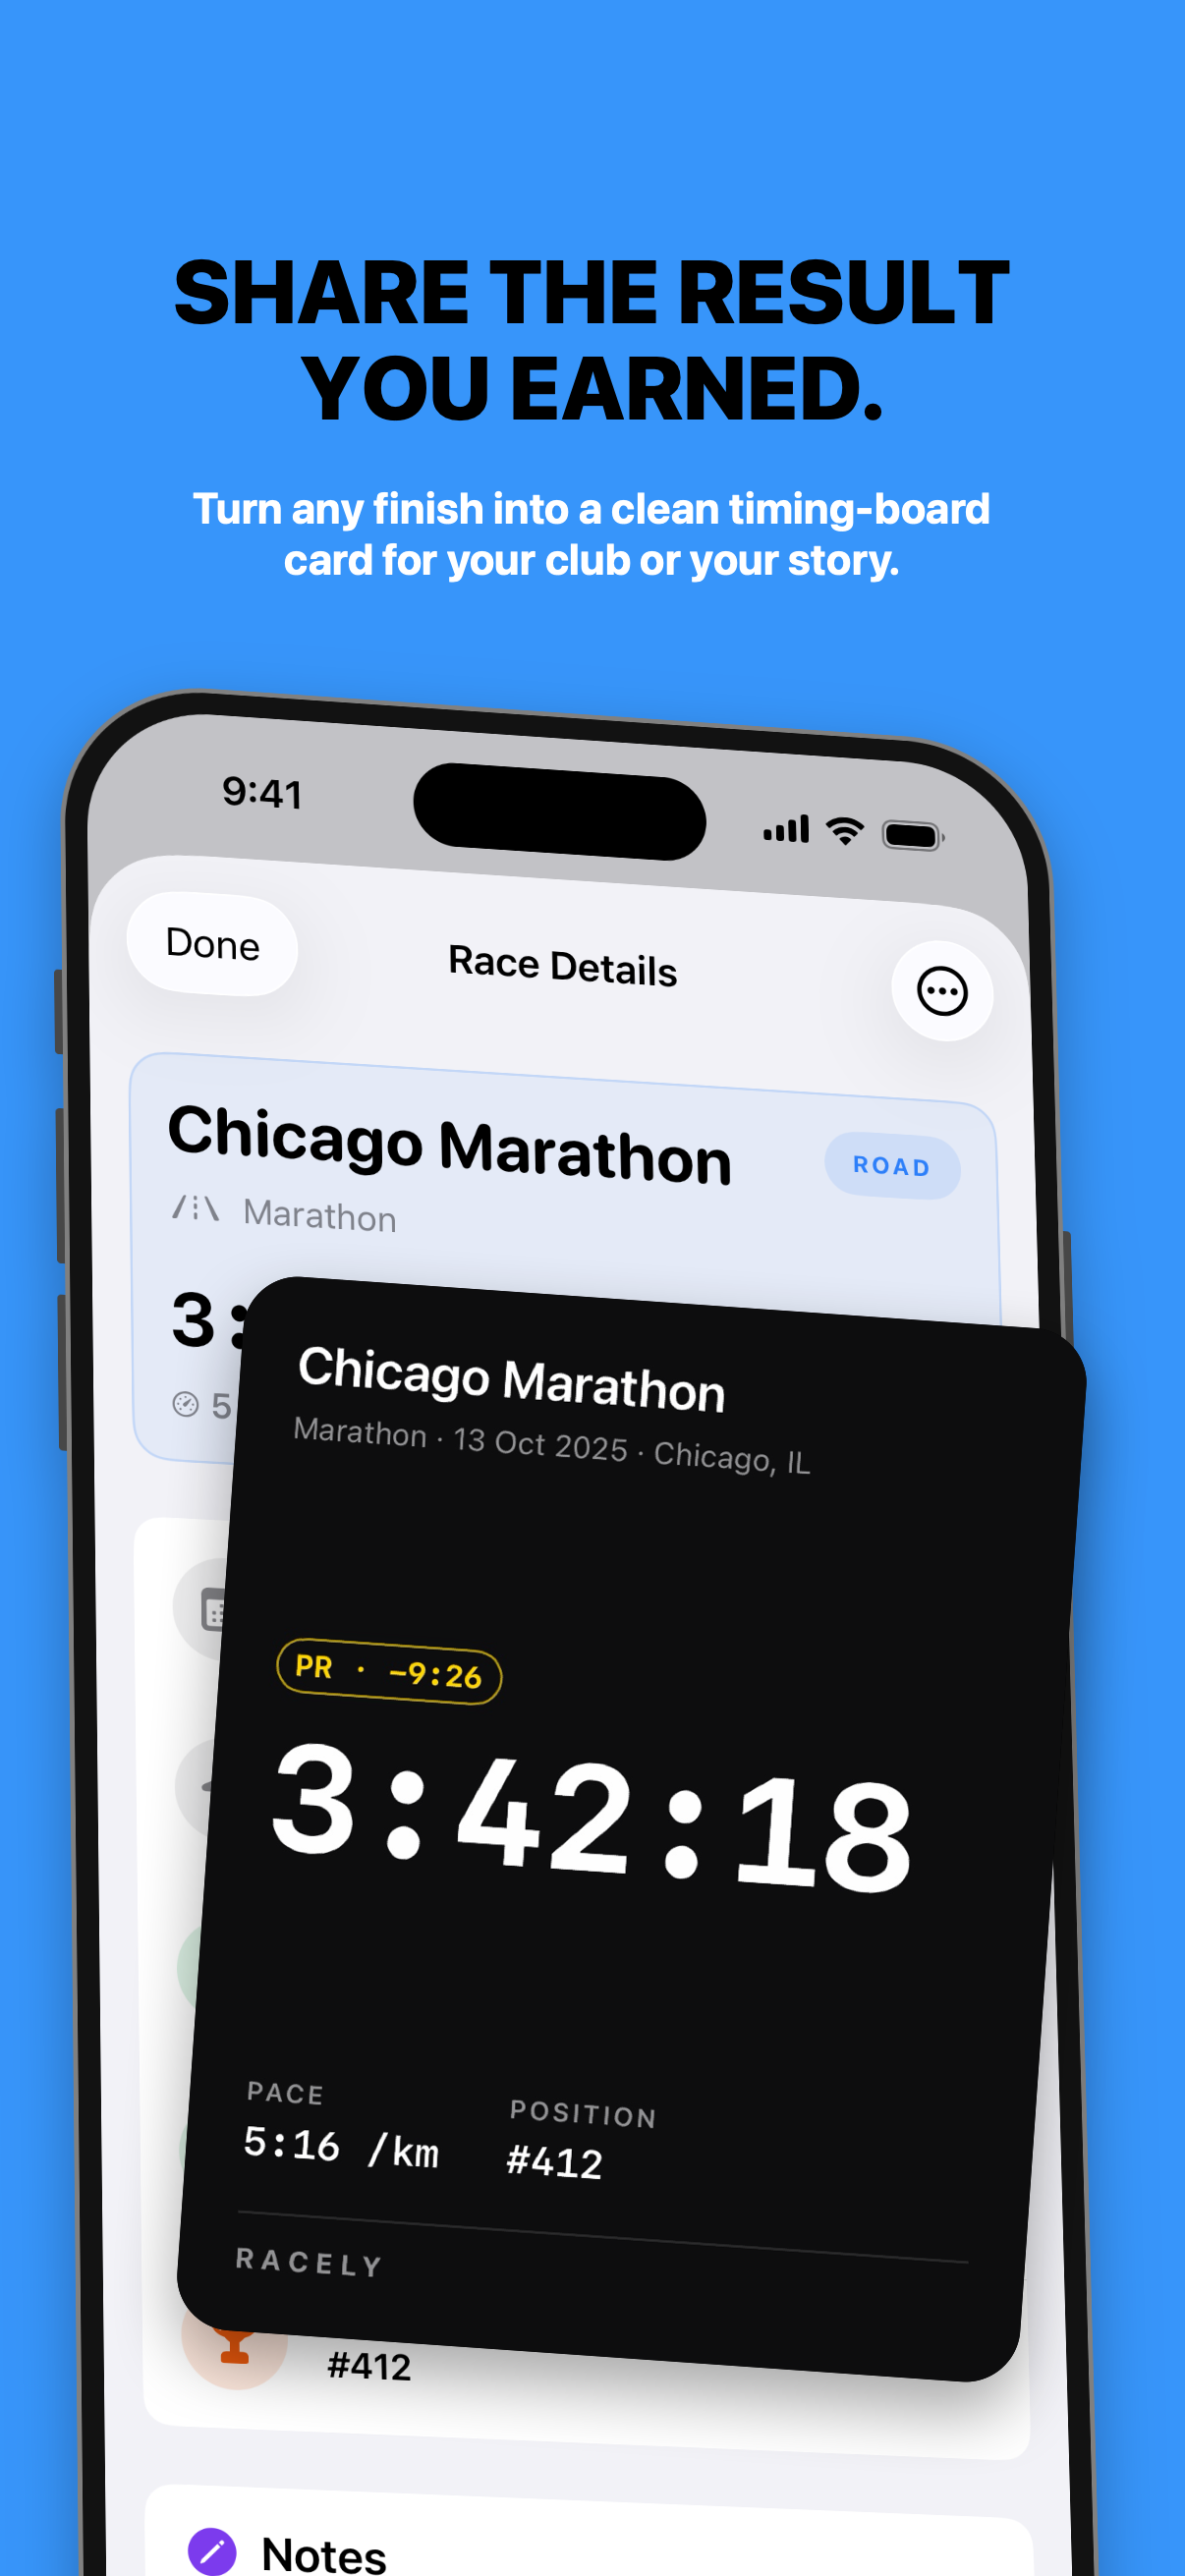 SHARE THE RESULT
YOU EARNED.
Turn any finish into a clean timing-board
card for your club or your story.
9:41
Done
Race Details
Chicago Marathon
ROAD
Marathon
3:
5
Chicago Marathon
Marathon · 13 Oct 2025 · Chicago, IL
PR · −9:26
3:42:18
PACE
POSITION
5:16 /km
#412
RACELY
#412
Notes